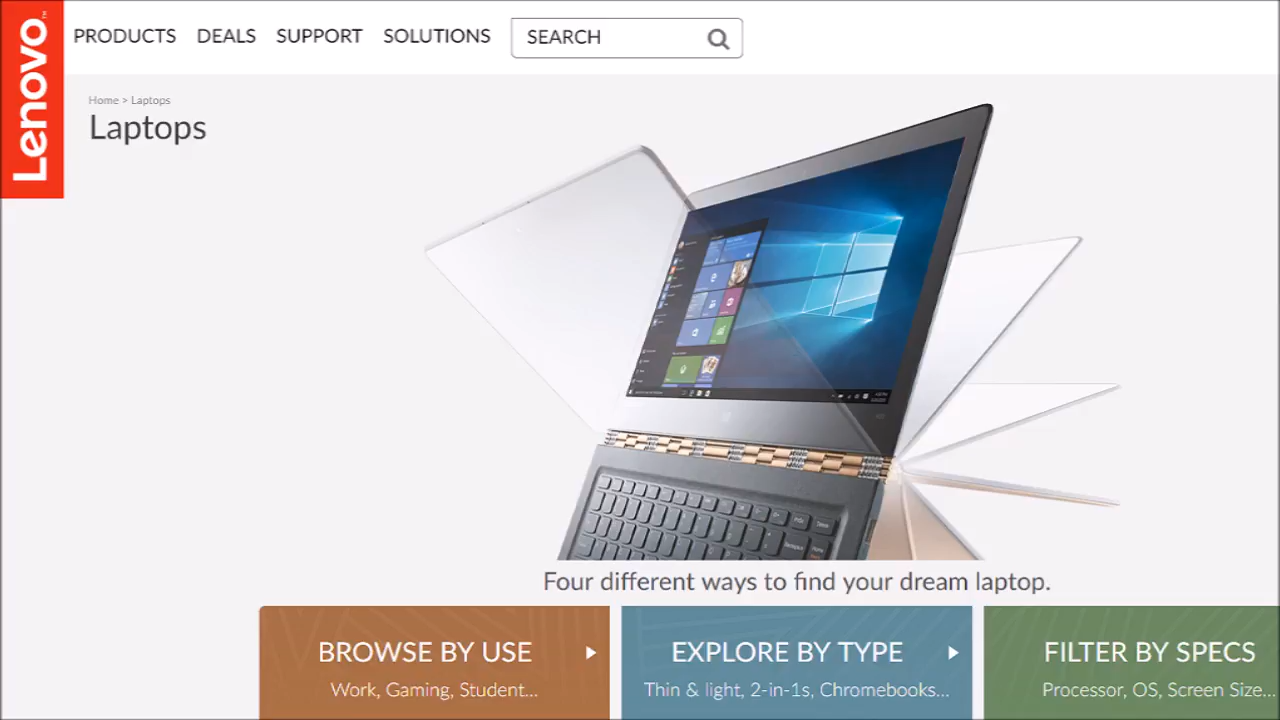 Lenovo™
PRODUCTS DEALS SUPPORT SOLUTIONS SEARCH
Home > Laptops
Laptops
Four different ways to find your dream laptop.
BROWSE BY USE
Work, Gaming, Student...
EXPLORE BY TYPE
Thin & light, 2-in-1s, Chromebooks...
FILTER BY SPECS
Processor, OS, Screen Size...